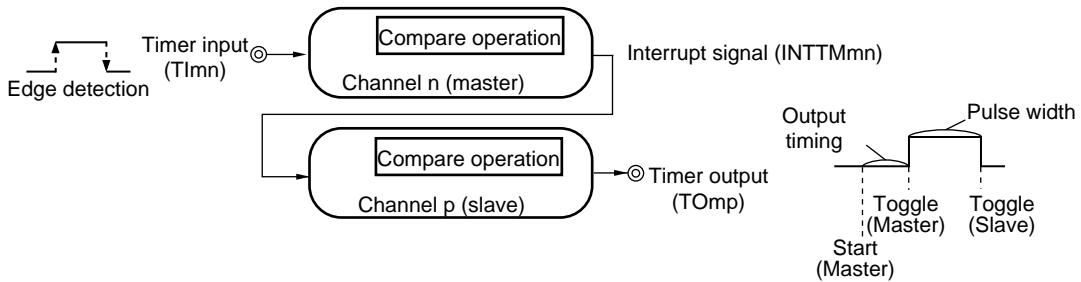 Compare operation
Timer input
(TImn)
Edge detection
Channel n (master)
Interrupt signal (INTTMmn)
Compare operation
Channel p (slave)
Timer output
(TOmp)
Output
timing
Pulse width
Toggle
(Master)
Toggle
(Slave)
Start
(Master)